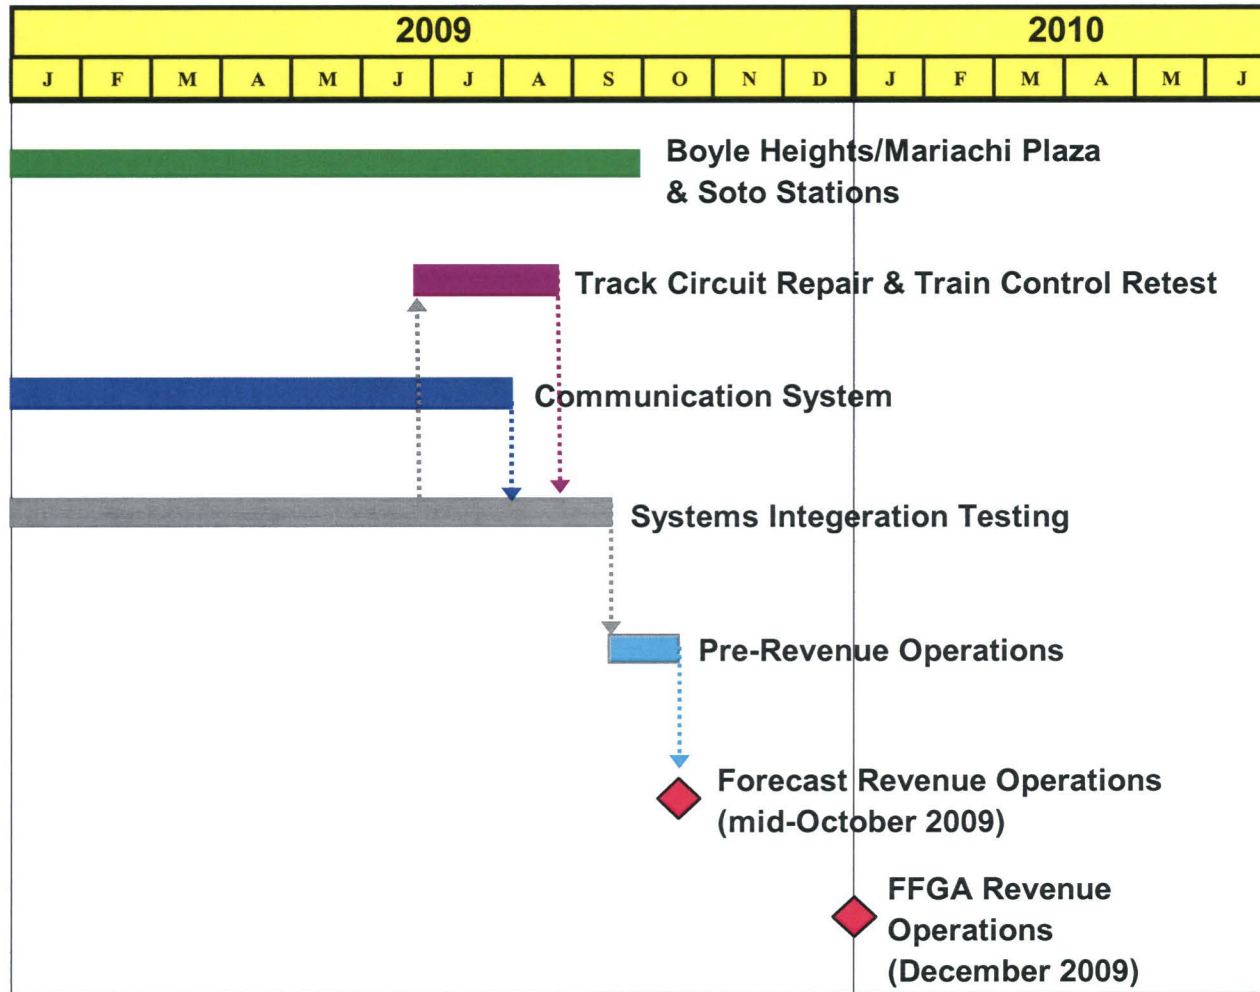 2009 2010
J F M A M J J A S O N D J F M A M J
Boyle Heights/Mariachi Plaza
& Soto Stations
Track Circuit Repair & Train Control Retest
Communication System
Systems Integeration Testing
Pre-Revenue Operations
Forecast Revenue Operations
(mid-October 2009)
FFGA Revenue
Operations
(December 2009)